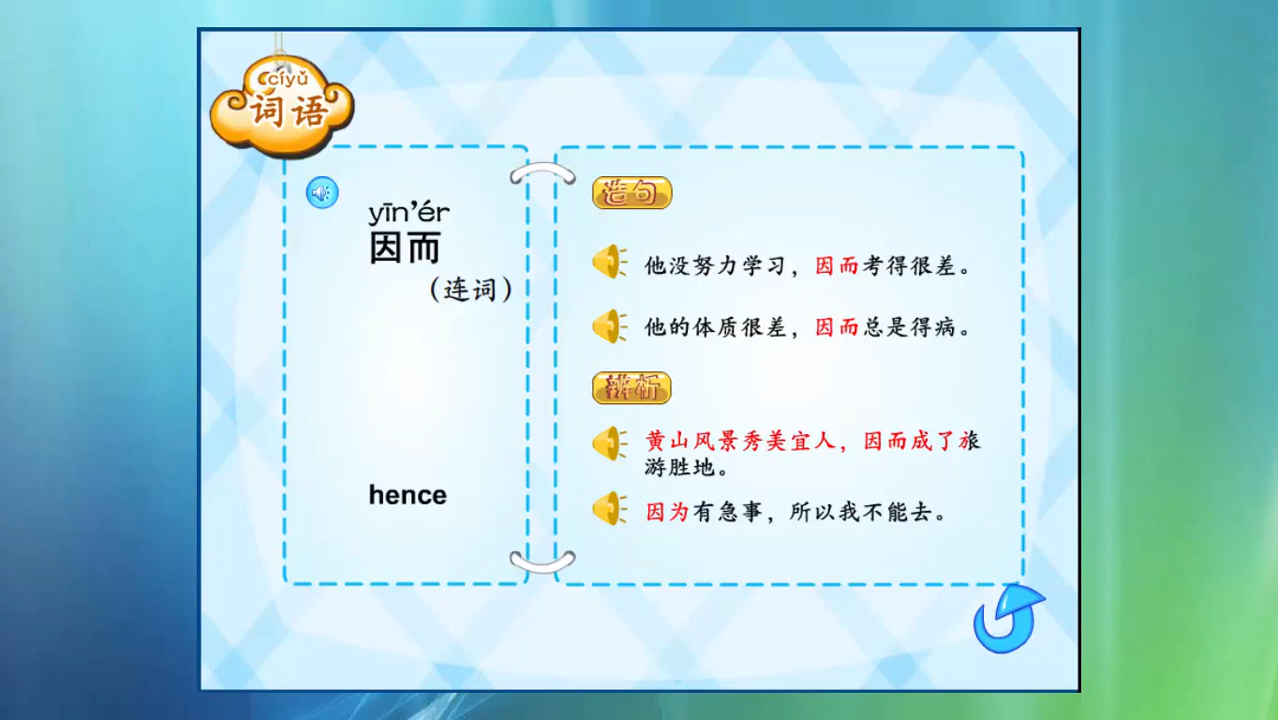 cíyǔ
词语
yīn’ér
因而
（连词）
hence
造句
他没努力学习，因而考得很差。
他的体质很差，因而总是得病。
辨析
黄山风景秀美宜人，因而成了旅
游胜地。
因为有急事，所以我不能去。